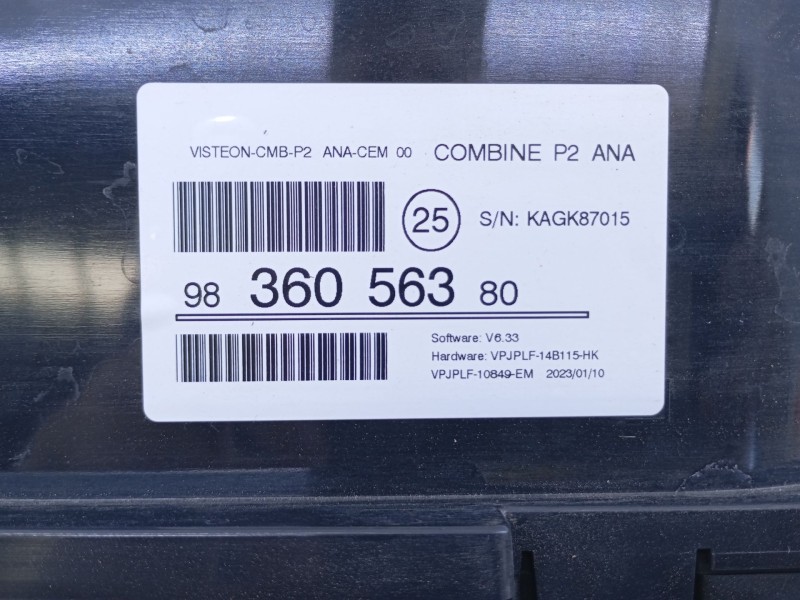 VISTEON-CMB-P2 ANA-CEM 00 COMBINE P2 ANA
25 S/N: KAGK87015
98 360 563 80
Software: V6.33
Hardware: VPJPLF-14B115-HK
VPJPLF-10849-EM 2023/01/10